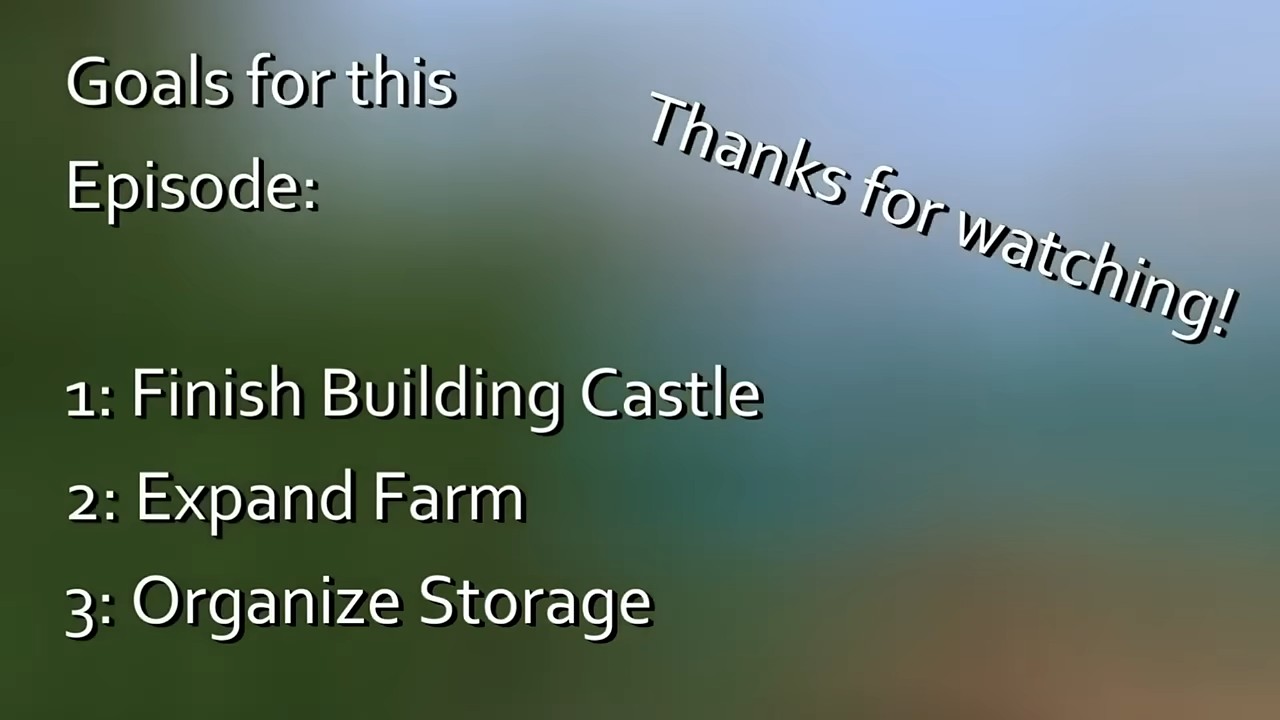 Goals for this
Episode:
Thanks for watching!
1: Finish Building Castle
2: Expand Farm
3: Organize Storage